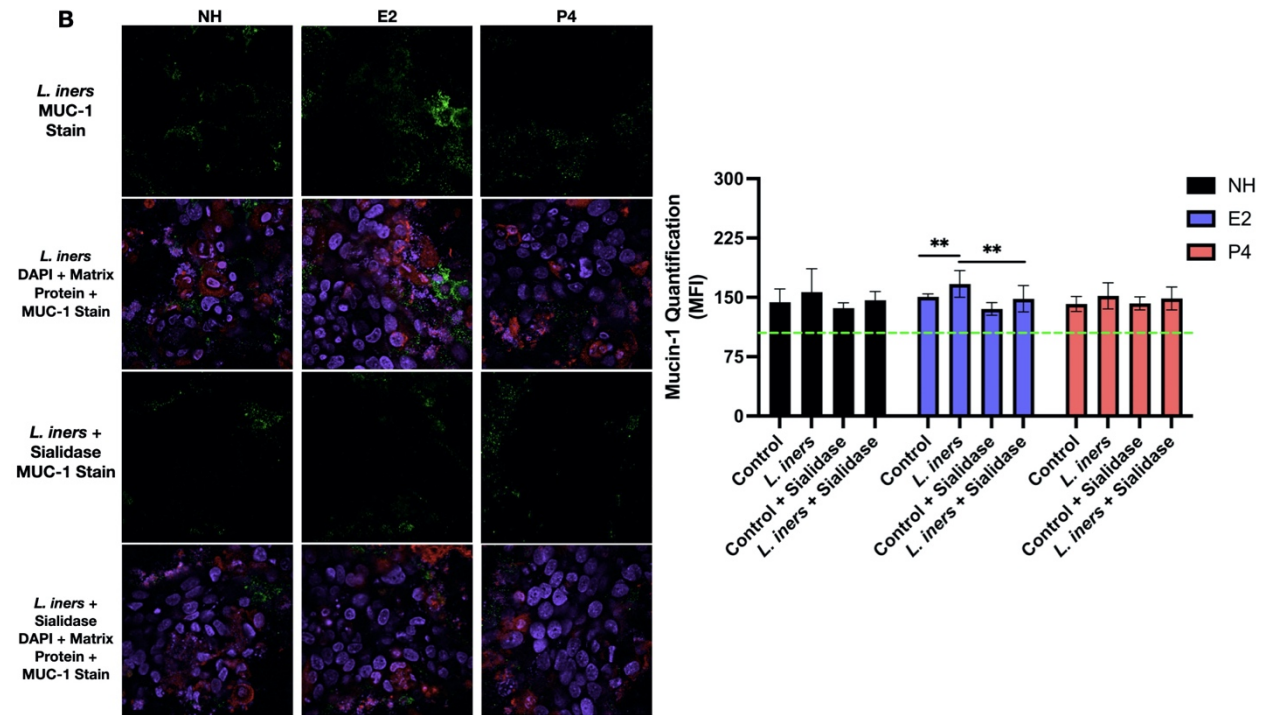 B
NH
E2
P4
L. iners
MUC-1
Stain
L. iners
DAPI + Matrix
Protein +
MUC-1 Stain
L. iners +
Sialidase
MUC-1 Stain
L. iners +
Sialidase
DAPI + Matrix
Protein +
MUC-1 Stain
Mucin-1 Quantification
(MFI)
300
225
150
75
0
**
**
NH
E2
P4
Control
L. iners
Control + Sialidase
L. iners + Sialidase
Control
L. iners
Control + Sialidase
L. iners + Sialidase
Control
L. iners
Control + Sialidase
L. iners + Sialidase